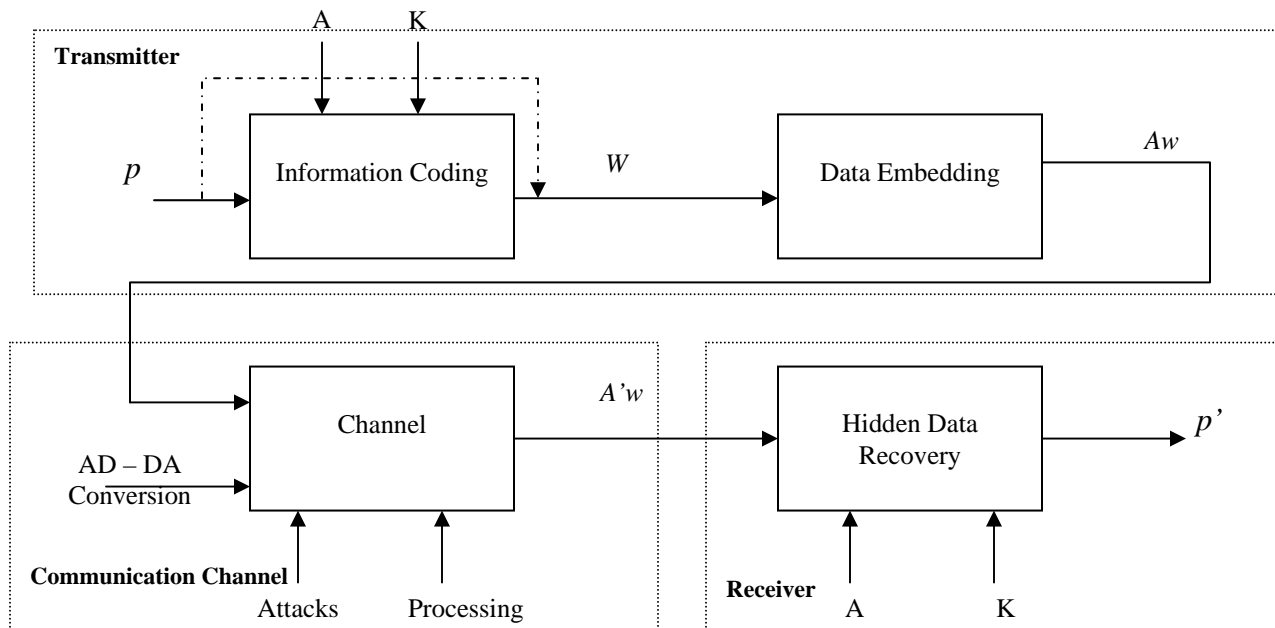 A
K
Transmitter
p
Information Coding
W
Data Embedding
Aw
Channel
A’w
Hidden Data
Recovery
p’
AD – DA
Conversion
Communication Channel
Attacks
Processing
Receiver
A
K